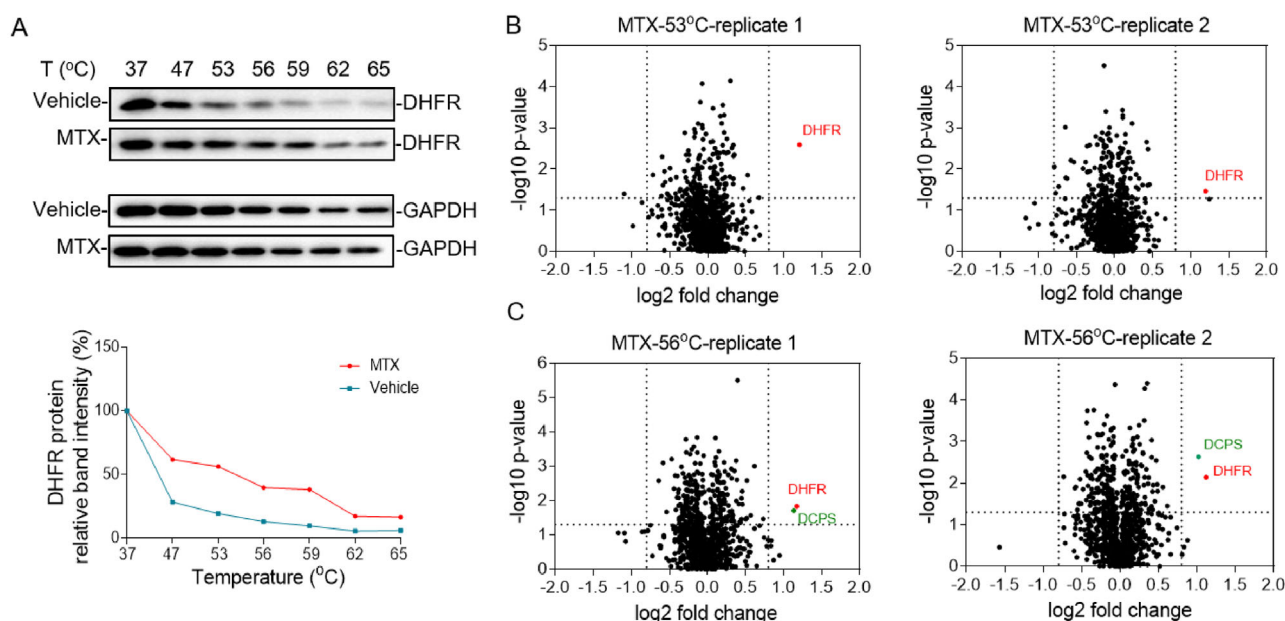 A
T (°C) 37 47 53 56 59 62 65
Vehicle- -DHFR
MTX- -DHFR
Vehicle- -GAPDH
MTX- -GAPDH
DHFR protein
relative band intensity (%)
150
100
50
0
MTX
Vehicle
37 47 53 56 59 62 65
Temperature (°C)
B
MTX-53°C-replicate 1
-log10 p-value
5
4
3
2
1
0
DHFR
-2.0 -1.5 -1.0 -0.5 0.0 0.5 1.0 1.5 2.0
log2 fold change
MTX-53°C-replicate 2
-log10 p-value
5
4
3
2
1
0
DHFR
-2.0 -1.5 -1.0 -0.5 0.0 0.5 1.0 1.5 2.0
log2 fold change
C
MTX-56°C-replicate 1
-log10 p-value
6
5
4
3
2
1
0
DHFR
DCPS
-2.0 -1.5 -1.0 -0.5 0.0 0.5 1.0 1.5 2.0
log2 fold change
MTX-56°C-replicate 2
-log10 p-value
5
4
3
2
1
0
DCPS
DHFR
-2.0 -1.5 -1.0 -0.5 0.0 0.5 1.0 1.5 2.0
log2 fold change